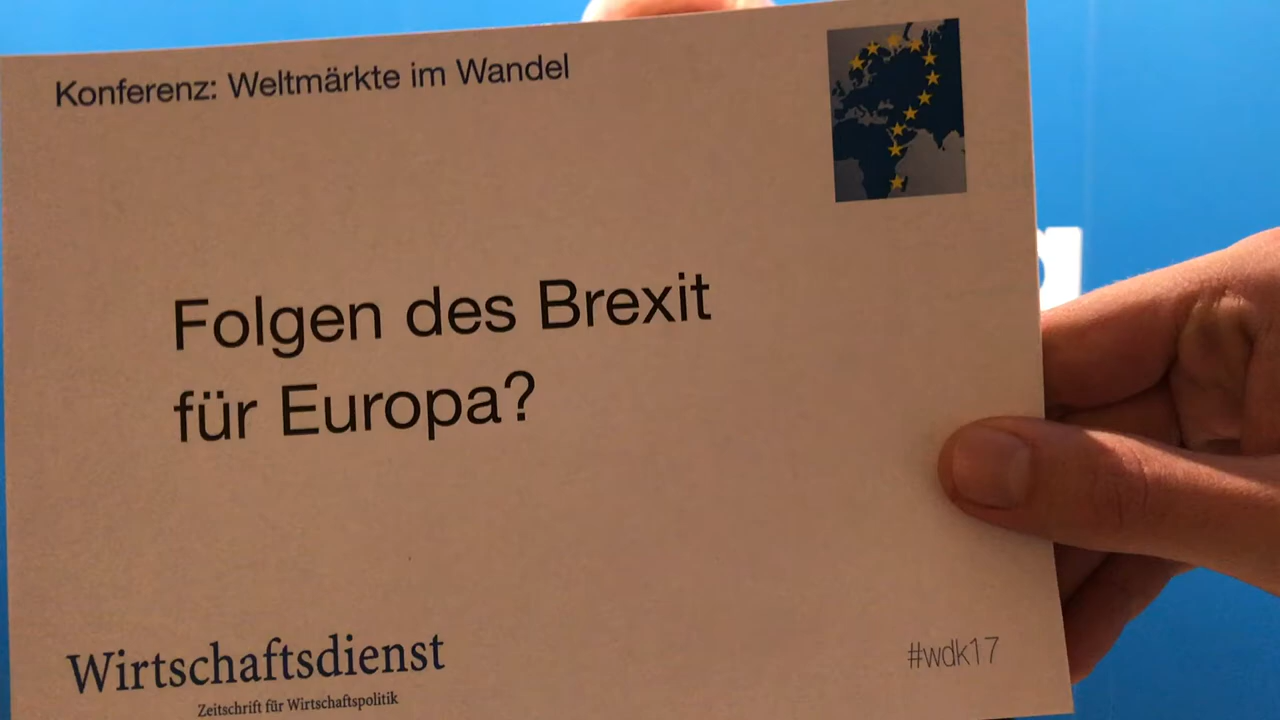 Konferenz: Weltmärkte im Wandel
Folgen des Brexit
für Europa?
Wirtschaftsdienst
Zeitschrift für Wirtschaftspolitik
#wdk17